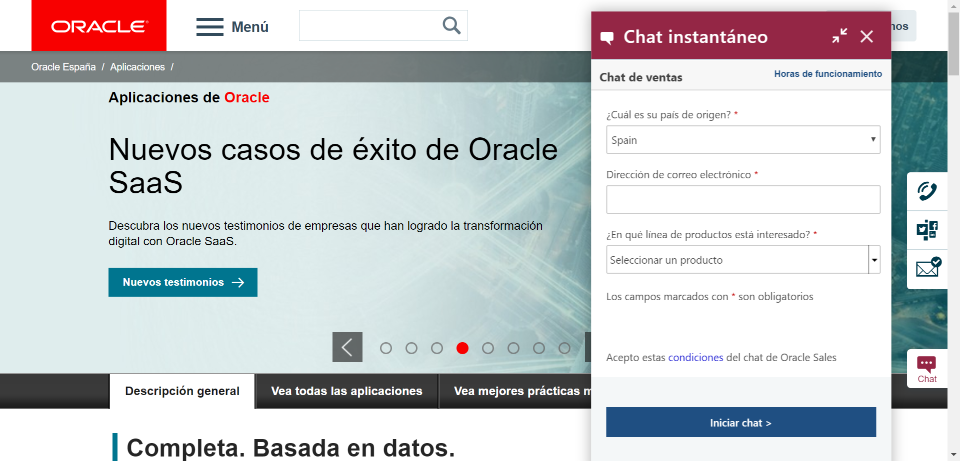 ORACLE
Menú
Oracle España / Aplicaciones /
Aplicaciones de Oracle
Nuevos casos de éxito de Oracle
SaaS
Descubra los nuevos testimonios de empresas que han logrado la transformación
digital con Oracle SaaS.
Nuevos testimonios
Descripción general
Vea todas las aplicaciones
Vea mejores prácticas
Completa. Basada en datos.
Chat instantáneo
Chat de ventas
Horas de funcionamiento
¿Cuál es su país de origen? *
Spain
Dirección de correo electrónico *
¿En qué línea de productos está interesado? *
Seleccionar un producto
Los campos marcados con * son obligatorios
Acepto estas condiciones del chat de Oracle Sales
Iniciar chat >
Chat